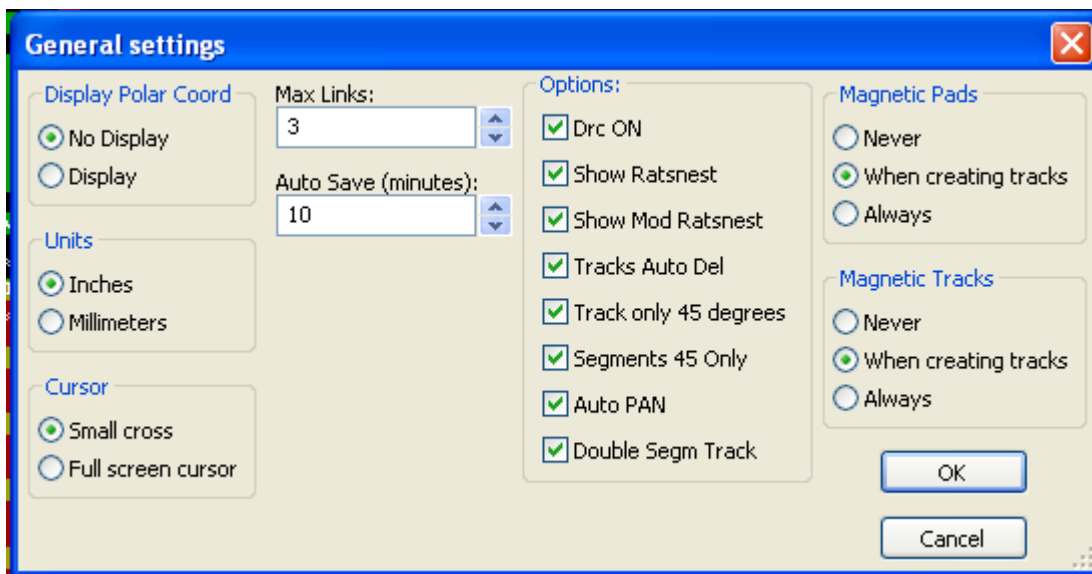 General settings
Display Polar Coord
No Display
Display
Units
Inches
Millimeters
Cursor
Small cross
Full screen cursor
Max Links:
3
Auto Save (minutes):
10
Options:
Drc ON
Show Ratsnest
Show Mod Ratsnest
Tracks Auto Del
Track only 45 degrees
Segments 45 Only
Auto PAN
Double Segm Track
Magnetic Pads
Never
When creating tracks
Always
Magnetic Tracks
Never
When creating tracks
Always
OK
Cancel